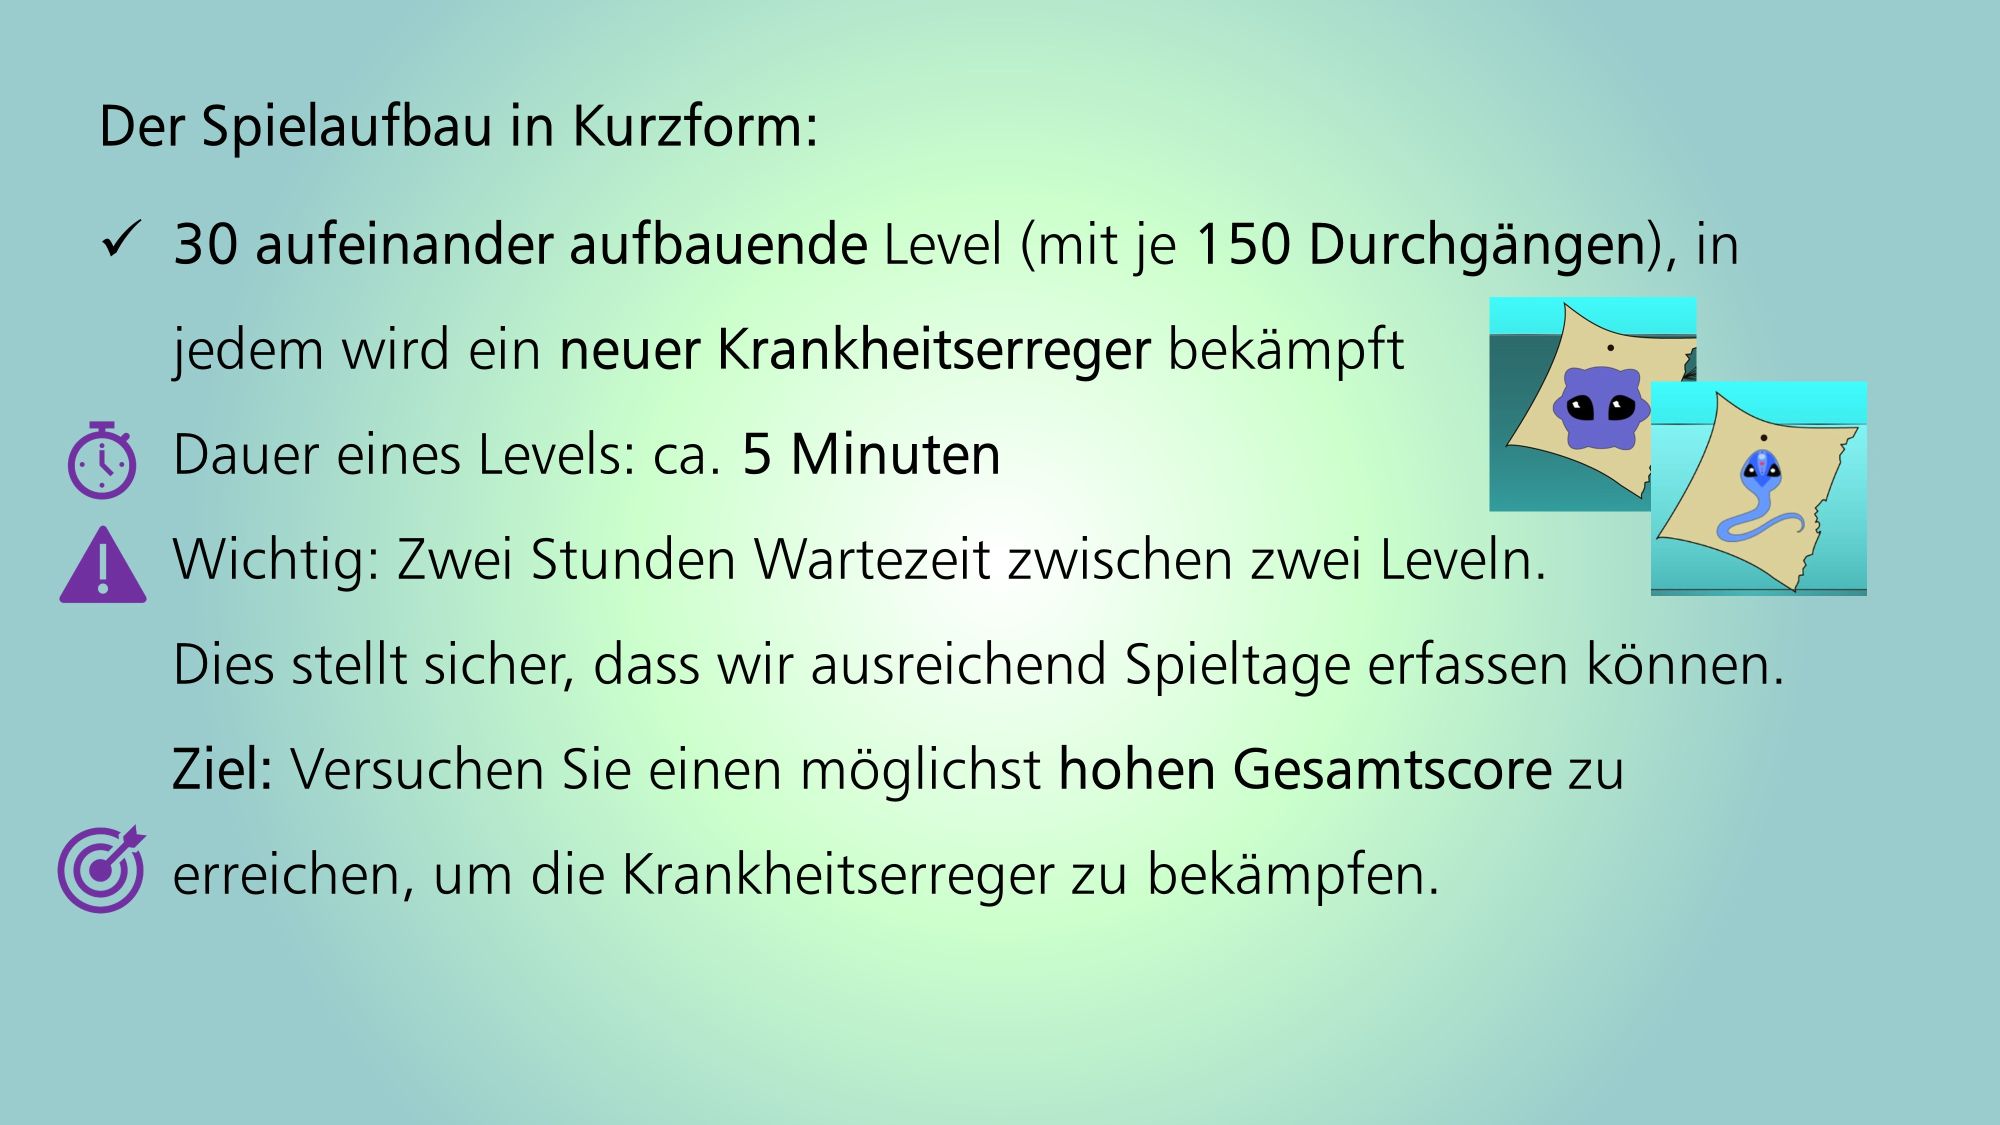 Der Spielaufbau in Kurzform:
✓ 30 aufeinander aufbauende Level (mit je 150 Durchgängen), in
jedem wird ein neuer Krankheitserreger bekämpft
Dauer eines Levels: ca. 5 Minuten
Wichtig: Zwei Stunden Wartezeit zwischen zwei Leveln.
Dies stellt sicher, dass wir ausreichend Spieltage erfassen können.
Ziel: Versuchen Sie einen möglichst hohen Gesamtscore zu
erreichen, um die Krankheitserreger zu bekämpfen.